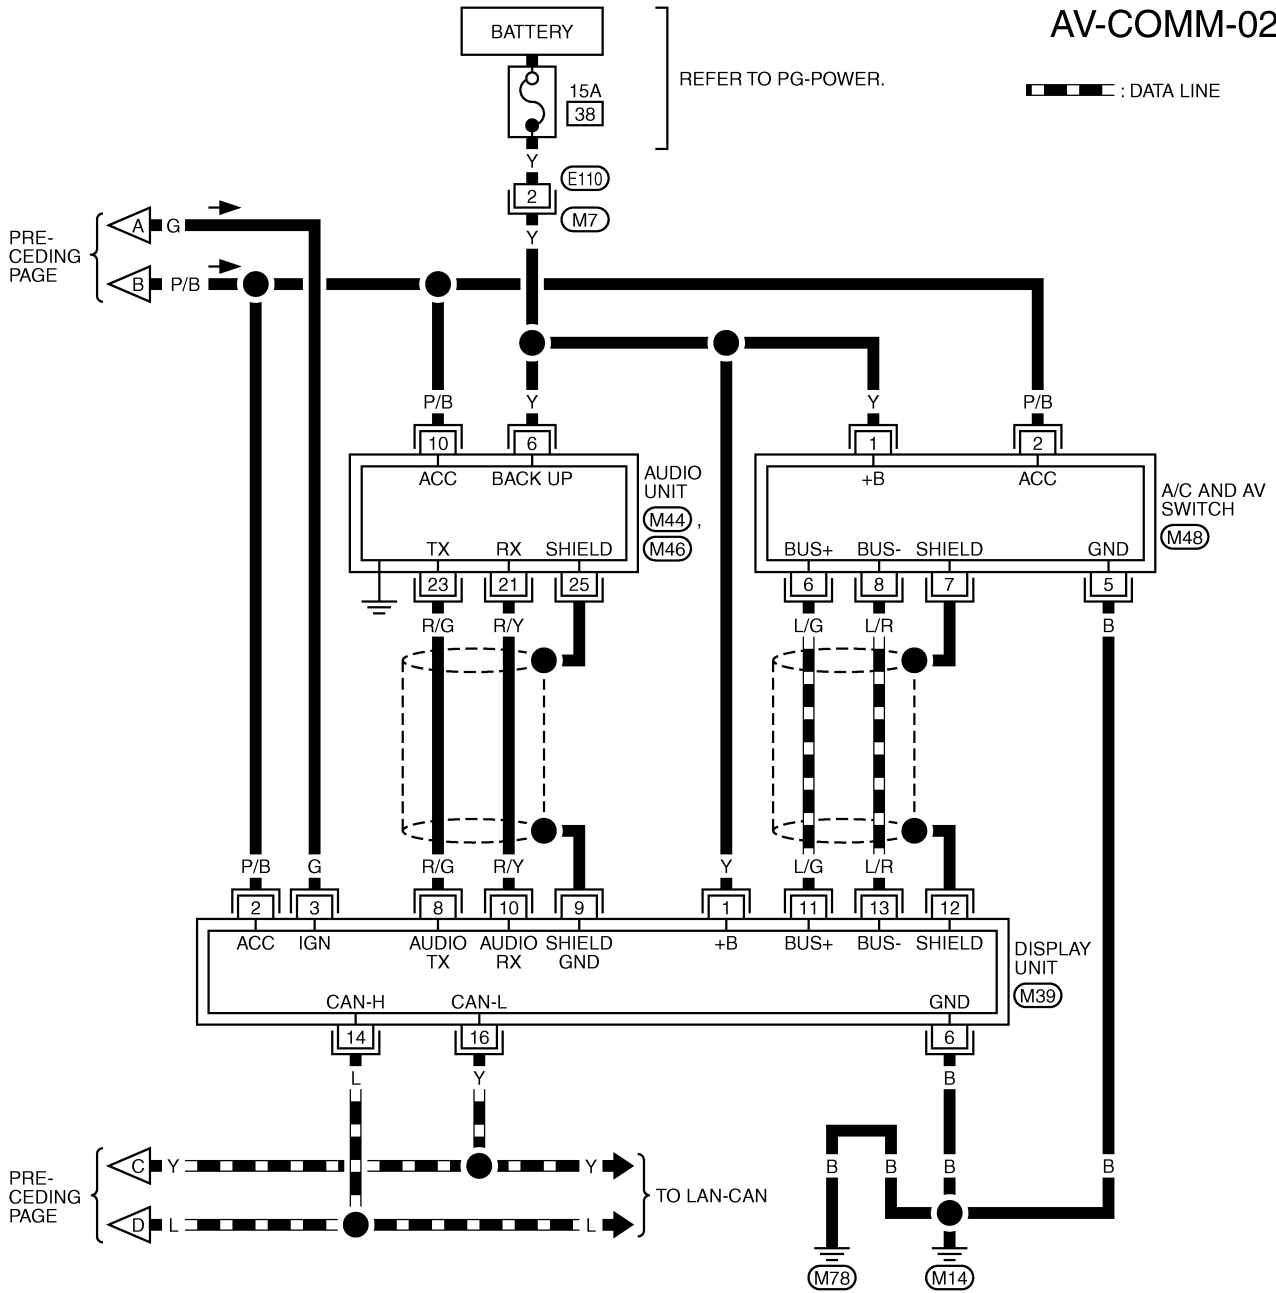 AV-COMM-02
BATTERY
REFER TO PG-POWER.
: DATA LINE
15A
38
Y
E110
2
M7
Y
PRE-
CEDING
PAGE
A G
B P/B
P/B Y Y P/B
10 6 1 2
ACC BACK UP +B ACC
AUDIO
UNIT
M44 ,
M46
A/C AND AV
SWITCH
M48
TX RX SHIELD BUS+ BUS- SHIELD GND
23 21 25 6 8 7 5
R/G R/Y L/G L/R B
P/B G R/G R/Y Y L/G L/R
2 3 8 10 9 1 11 13 12
ACC IGN AUDIO TX AUDIO RX SHIELD GND +B BUS+ BUS- SHIELD
DISPLAY
UNIT
M39
CAN-H CAN-L GND
14 16 6
L Y B
PRE-
CEDING
PAGE
C Y Y
D L L
TO LAN-CAN
B B B B
M78 M14